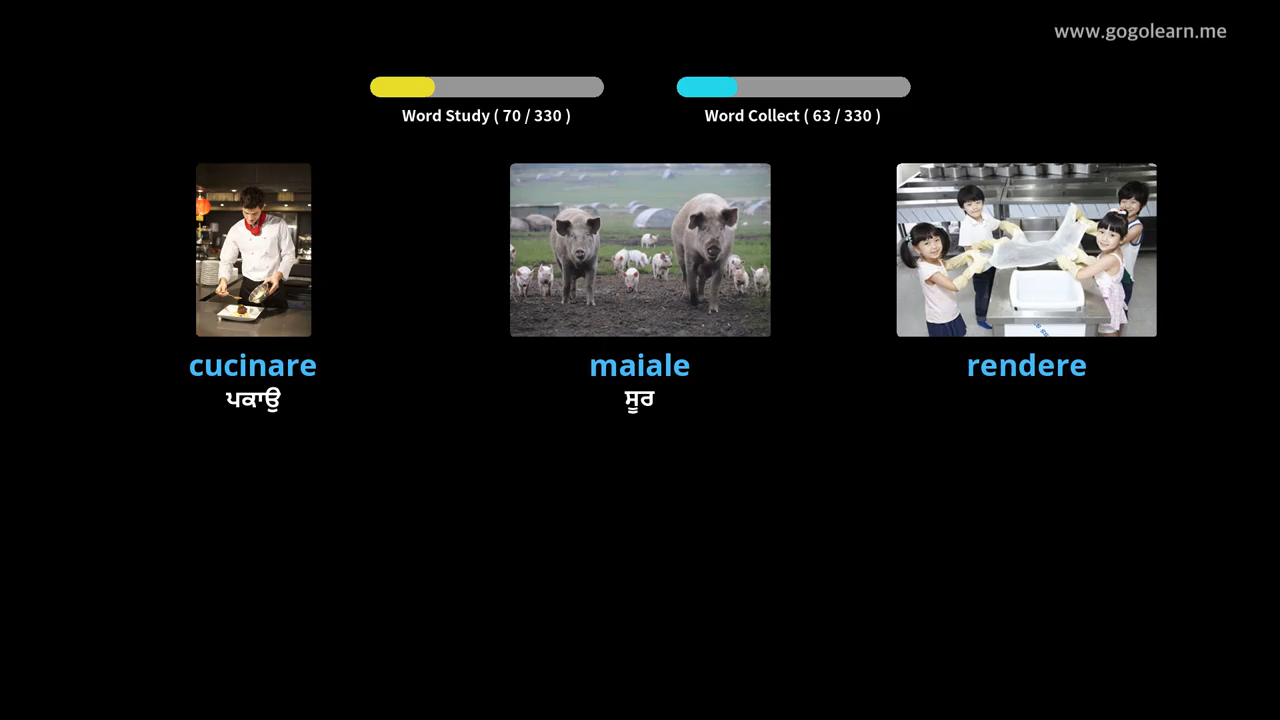 www.gogolearn.me
Word Study ( 70 / 330 )
Word Collect ( 63 / 330 )
cucinare
maiale
rendere
ਪਕਾਉ
ਸੂਰ